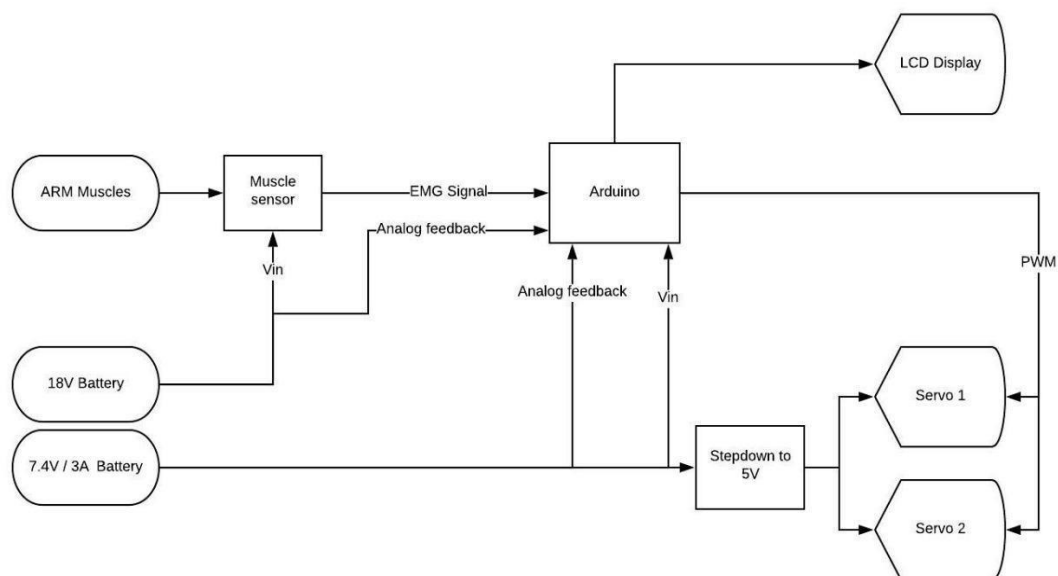 LCD Display
ARM Muscles
Muscle
sensor
EMG Signal
Arduino
Analog feedback
Vin
Analog feedback
Vin
PWM
18V Battery
Servo 1
7.4V / 3A Battery
Stepdown to
5V
Servo 2